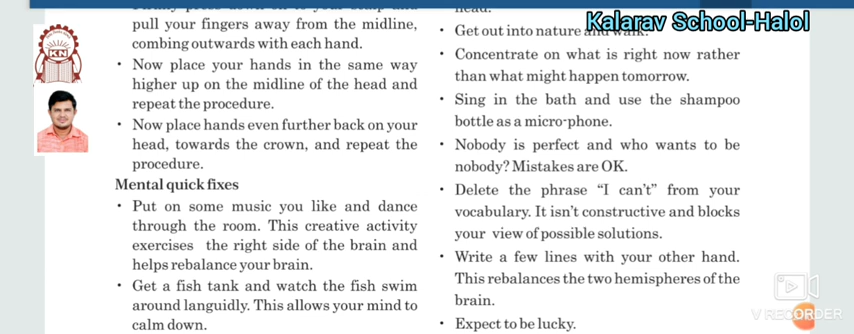 Kalarav School-Halol
KN
pull your fingers away from the midline,
combing outwards with each hand.
• Now place your hands in the same way
higher up on the midline of the head and
repeat the procedure.
• Now place hands even further back on your
head, towards the crown, and repeat the
procedure.
Mental quick fixes
• Put on some music you like and dance
through the room. This creative activity
exercises the right side of the brain and
helps rebalance your brain.
• Get a fish tank and watch the fish swim
around languidly. This allows your mind to
calm down.
head.
• Get out into nature and walk.
• Concentrate on what is right now rather
than what might happen tomorrow.
• Sing in the bath and use the shampoo
bottle as a micro-phone.
• Nobody is perfect and who wants to be
nobody? Mistakes are OK.
• Delete the phrase “I can't” from your
vocabulary. It isn't constructive and blocks
your view of possible solutions.
• Write a few lines with your other hand.
This rebalances the two hemispheres of the
brain.
• Expect to be lucky.
V RECORDER